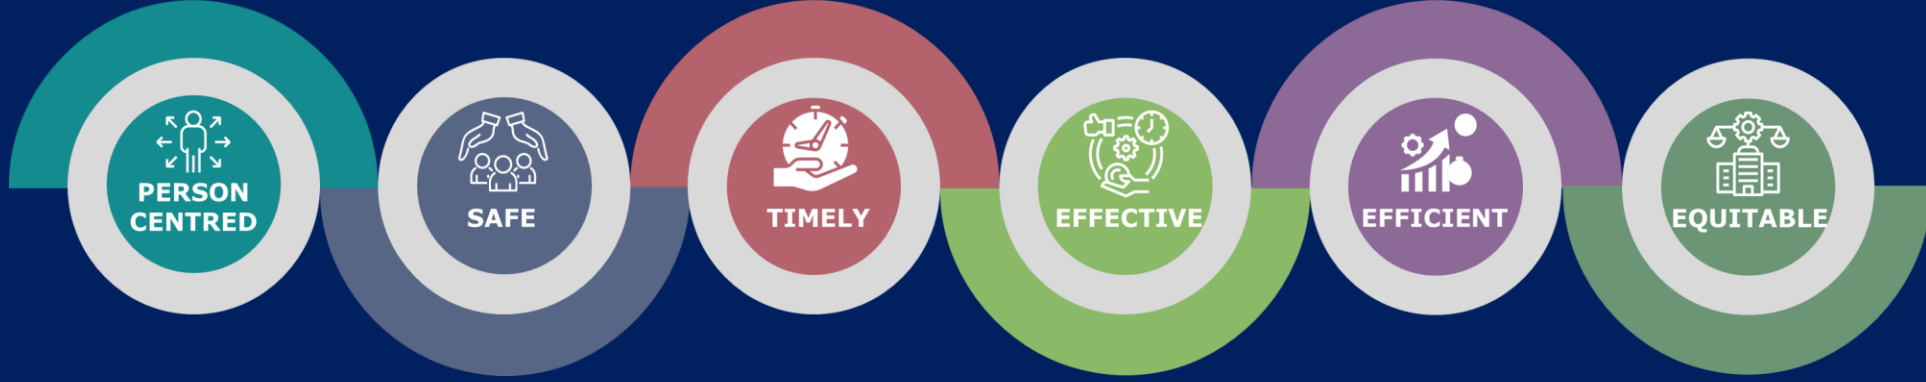 PERSON
CENTRED
SAFE
TIMELY
EFFECTIVE
EFFICIENT
EQUITABLE